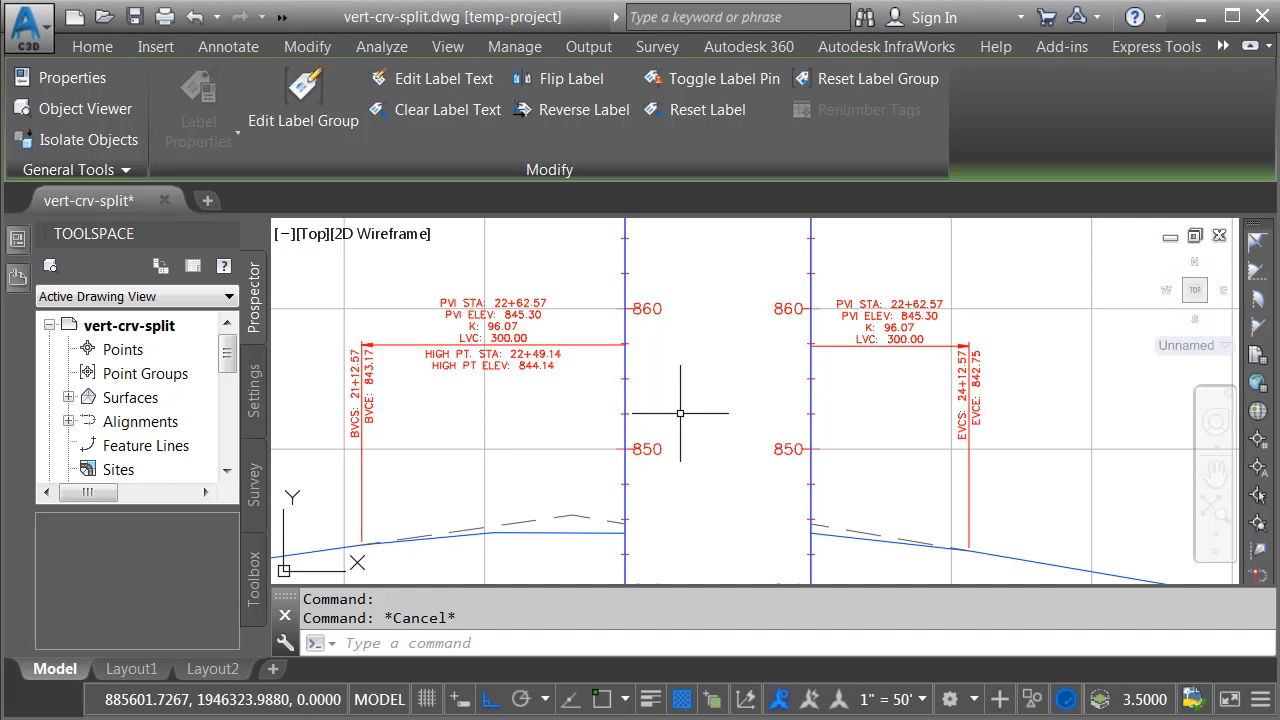 vert-crv-split.dwg [temp-project]
Type a keyword or phrase
Sign In
?
C3D
Home
Insert
Annotate
Modify
Analyze
View
Manage
Output
Survey
Autodesk 360
Autodesk InfraWorks
Help
Add-ins
Express Tools
Properties
Object Viewer
Isolate Objects
General Tools
Label
Properties
Edit Label Group
Edit Label Text
Clear Label Text
Flip Label
Reverse Label
Toggle Label Pin
Reset Label
Reset Label Group
Renumber Tags
Modify
vert-crv-split*
TOOLSPACE
?
Active Drawing View
vert-crv-split
Points
Point Groups
Surfaces
Alignments
Feature Lines
Sites
Prospector
Settings
Survey
Toolbox
[−][Top][2D Wireframe]
PVI STA: 22+62.57
PVI ELEV: 845.30
K: 96.07
LVC: 300.00
HIGH PT. STA: 22+49.14
HIGH PT ELEV: 844.14
BVCS: 21+12.57
BVCE: 843.17
860
850
860
850
PVI STA: 22+62.57
PVI ELEV: 845.30
K: 96.07
LVC: 300.00
EVCS: 24+12.57
EVCE: 842.75
Y
X
N
W
TOP
E
S
Unnamed
Command:
Command: *Cancel*
Type a command
Model
Layout1
Layout2
885601.7267, 1946323.9880, 0.0000
MODEL
1" = 50'
3.5000